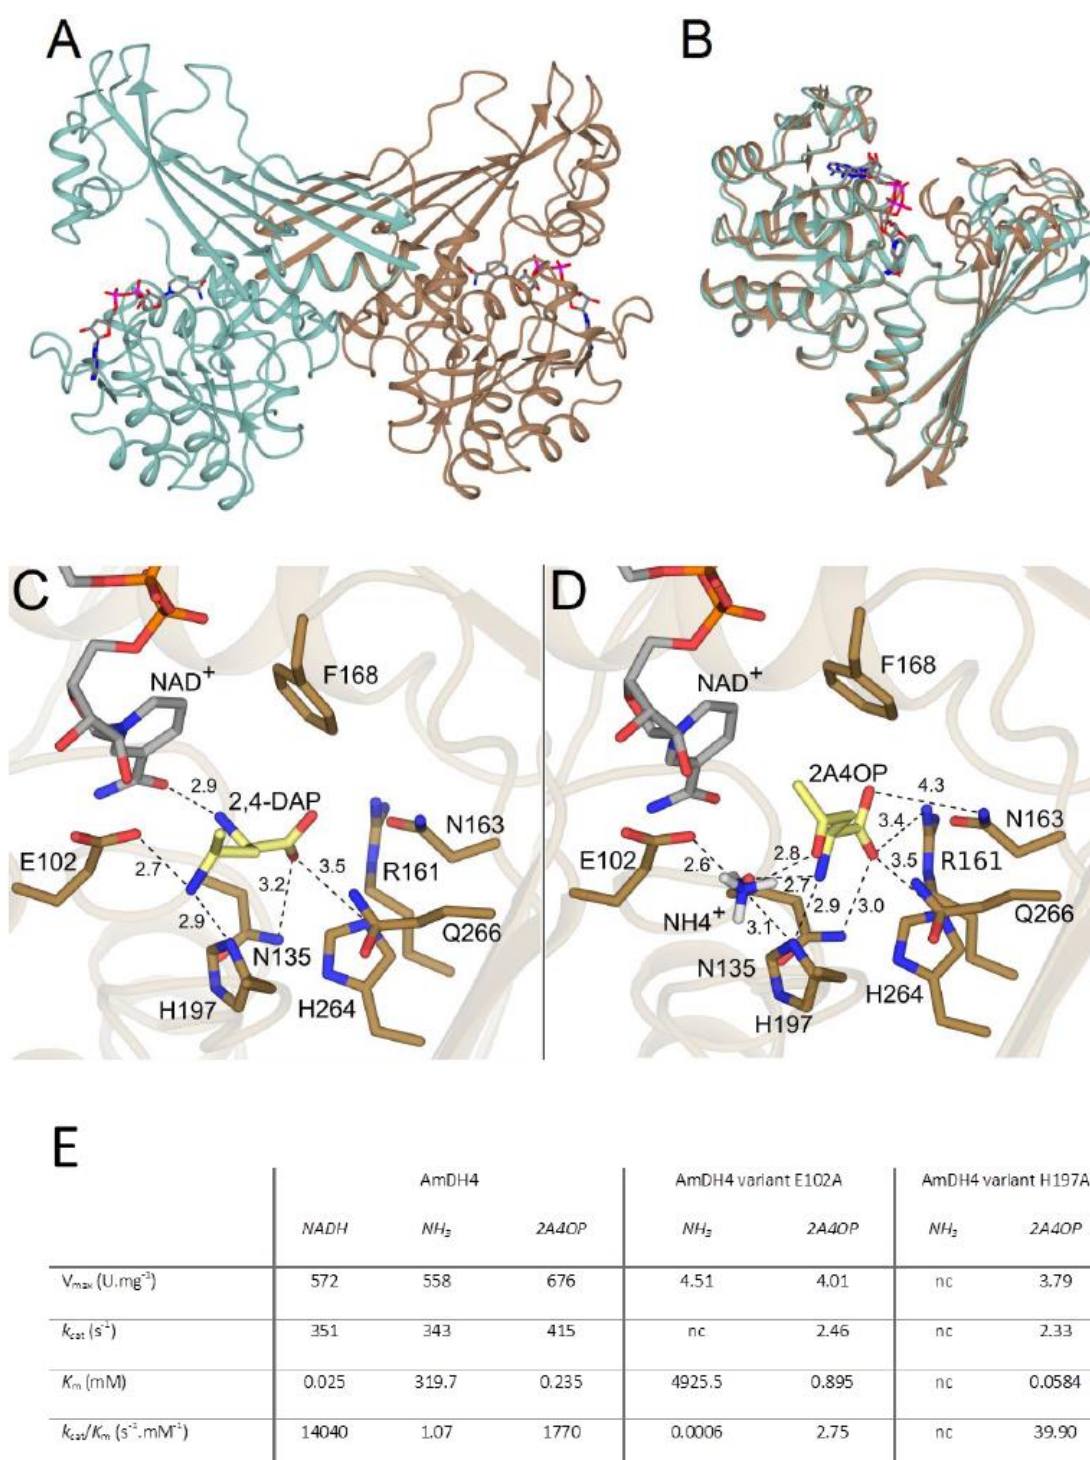 A
B
C
NAD+
F168
2.9
2,4-DAP
E102
2.7
3.2
3.5
N163
R161
2.9
N135
Q266
H197
H264
D
NAD+
F168
2A4OP
4.3
E102
2.6
2.8
3.4
N163
2.7
3.5
R161
NH4+
2.9
3.0
3.1
Q266
N135
H264
H197
E
AmDH4 AmDH4 variant E102A AmDH4 variant H197A
NADH NH₃ 2A4OP NH₃ 2A4OP NH₃ 2A4OP
Vmax (U.mg⁻¹) 572 558 676 4.51 4.01 nc 3.79
kcat (s⁻¹) 351 343 415 nc 2.46 nc 2.33
Km (mM) 0.025 319.7 0.235 4925.5 0.895 nc 0.0584
kcat/Km (s⁻¹.mM⁻¹) 14040 1.07 1770 0.0006 2.75 nc 39.90